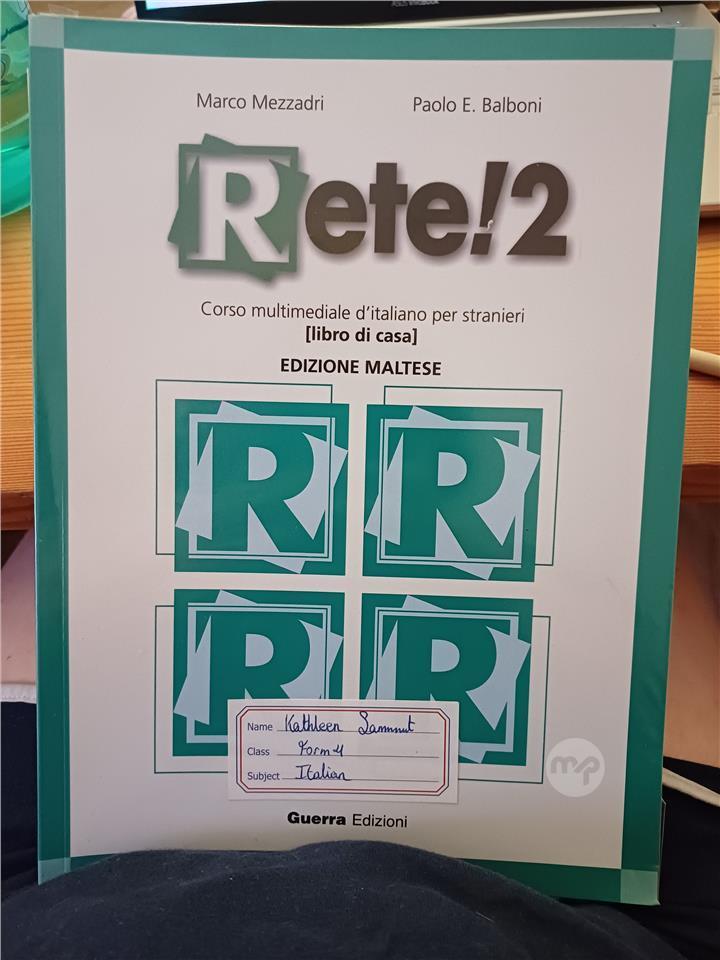 Marco Mezzadri Paolo E. Balboni
Rete!2
Corso multimediale d'italiano per stranieri
[libro di casa]
EDIZIONE MALTESE
R R
R R
Name Kathleen Sammut
Class Form 4
Subject Italian
mp
Guerra Edizioni